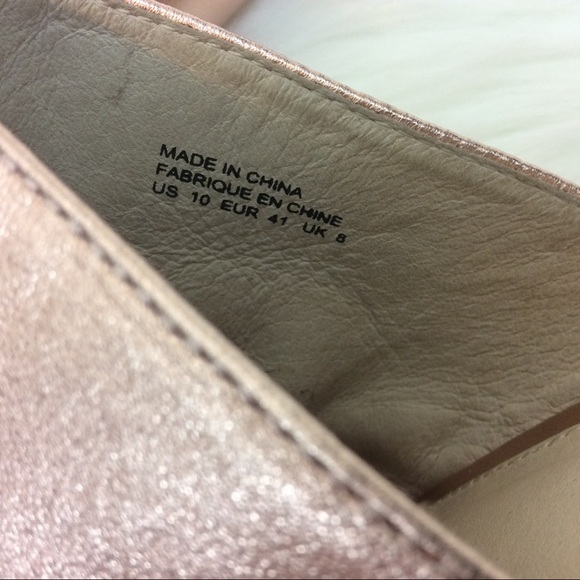 MADE IN CHINA
FABRIQUE EN CHINE
US 10 EUR 41 UK 8